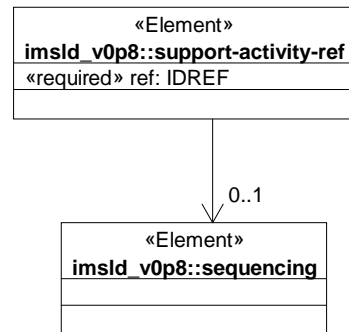 «Element»
imsld_v0p8::support-activity-ref
«required» ref: IDREF
0..1
«Element»
imsld_v0p8::sequencing